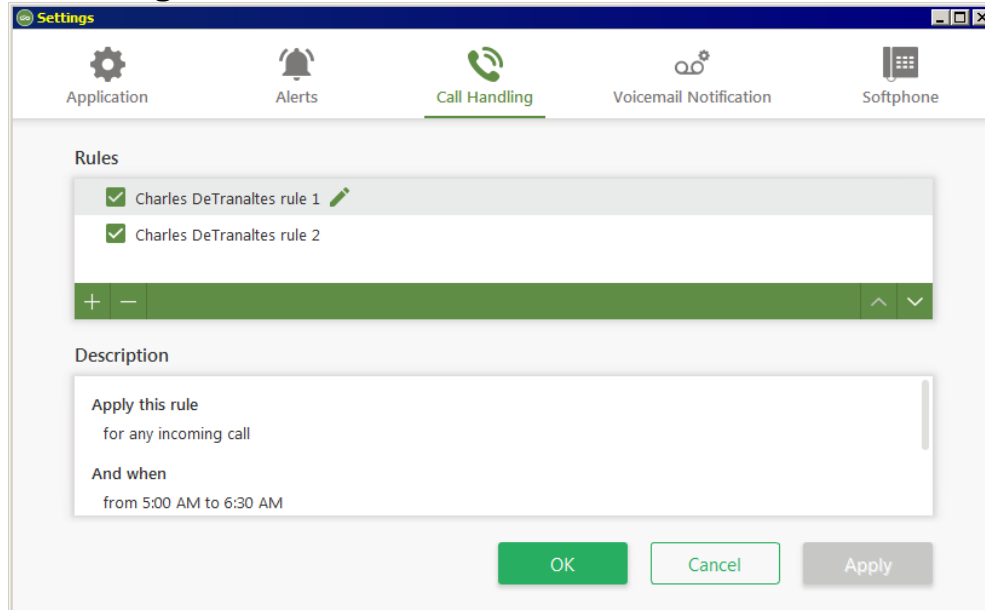 Settings
Application Alerts Call Handling Voicemail Notification Softphone
Rules
Charles DeTranaltes rule 1
Charles DeTranaltes rule 2
Description
Apply this rule
for any incoming call
And when
from 5:00 AM to 6:30 AM
OK Cancel Apply